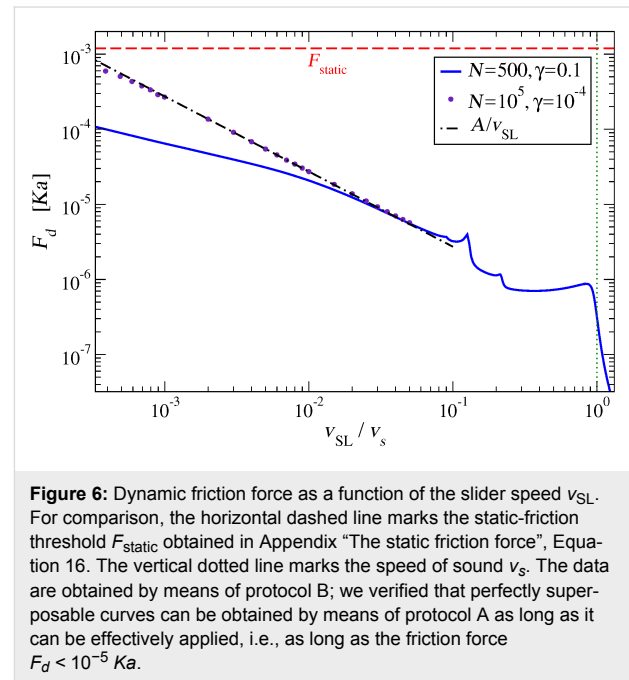 10⁻³
10⁻⁴
10⁻⁵
10⁻⁶
10⁻⁷
F_d [Ka]
F_static
N=500, γ=0.1
N=10⁵, γ=10⁻⁴
A/v_SL
10⁻³
10⁻²
10⁻¹
10⁰
v_SL / v_s
Figure 6: Dynamic friction force as a function of the slider speed v_SL.
For comparison, the horizontal dashed line marks the static-friction
threshold F_static obtained in Appendix “The static friction force”, Equa-
tion 16. The vertical dotted line marks the speed of sound v_s. The data
are obtained by means of protocol B; we verified that perfectly super-
posable curves can be obtained by means of protocol A as long as it
can be effectively applied, i.e., as long as the friction force
F_d < 10⁻⁵ Ka.